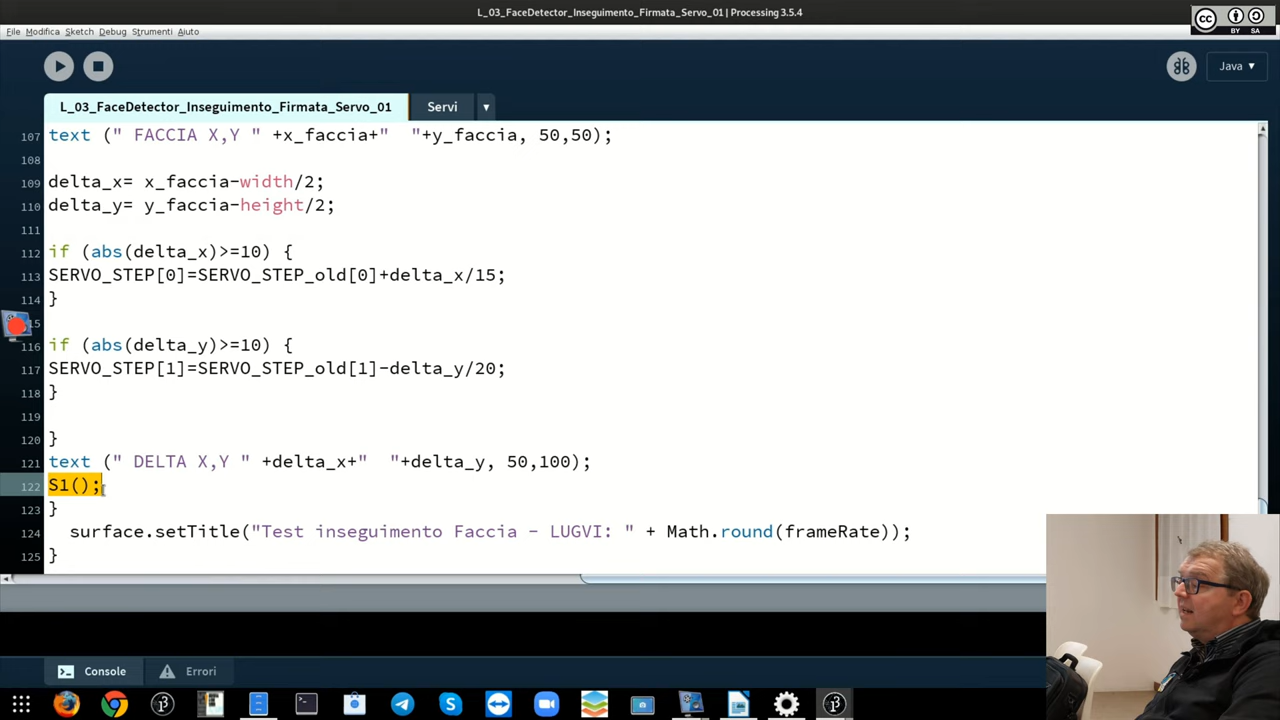 L_03_FaceDetector_Inseguimento_Firmata_Servo_01 | Processing 3.5.4
CC BY SA
File Modifica Sketch Debug Strumenti Aiuto
Java ▼
L_03_FaceDetector_Inseguimento_Firmata_Servo_01 Servi ▼
107 text (" FACCIA X,Y " +x_faccia+"  "+y_faccia, 50,50);
108
109 delta_x= x_faccia-width/2;
110 delta_y= y_faccia-height/2;
111
112 if (abs(delta_x)>=10) {
113 SERVO_STEP[0]=SERVO_STEP_old[0]+delta_x/15;
114 }
15
116 if (abs(delta_y)>=10) {
117 SERVO_STEP[1]=SERVO_STEP_old[1]-delta_y/20;
118 }
119
120 }
121 text (" DELTA X,Y " +delta_x+"  "+delta_y, 50,100);
122 S1();
123 }
124 surface.setTitle("Test inseguimento Faccia - LUGVI: " + Math.round(frameRate));
125 }
Console Errori